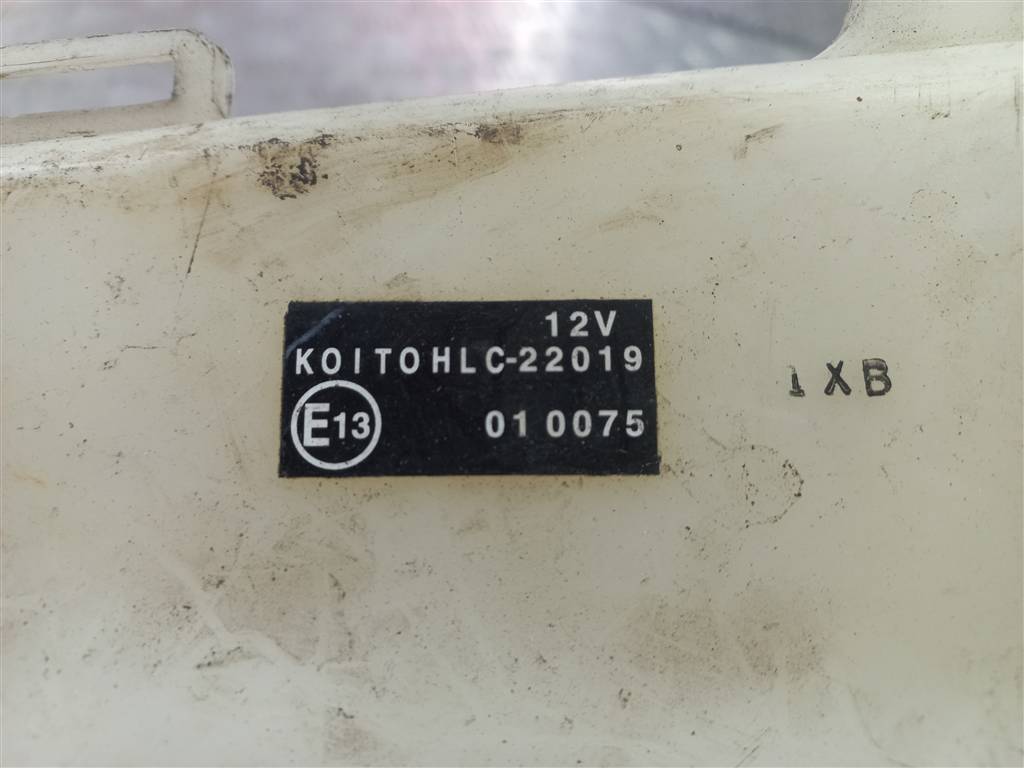 12V
KOITO HLC-22019
E13 01 0075
1XB